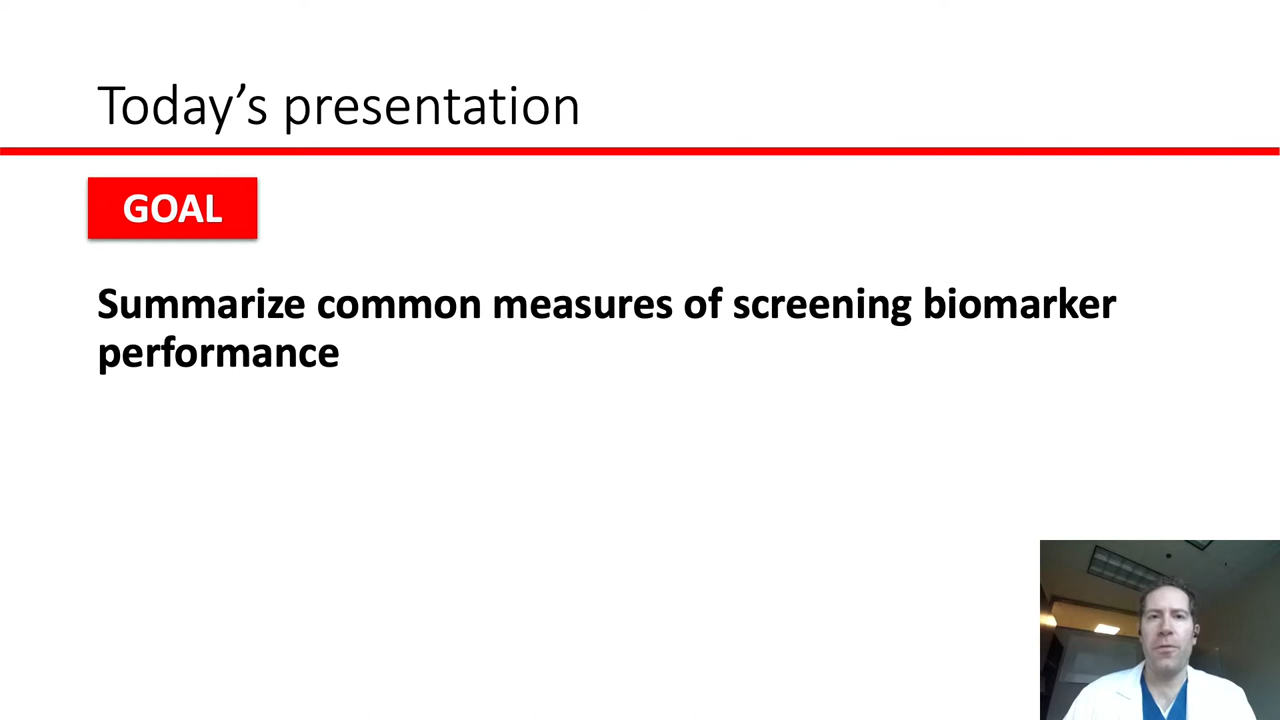 Today’s presentation
GOAL
Summarize common measures of screening biomarker
performance